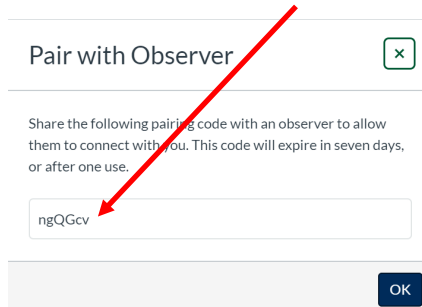 Pair with Observer
Share the following pairing code with an observer to allow
them to connect with you. This code will expire in seven days,
or after one use.
ngQGcv
OK